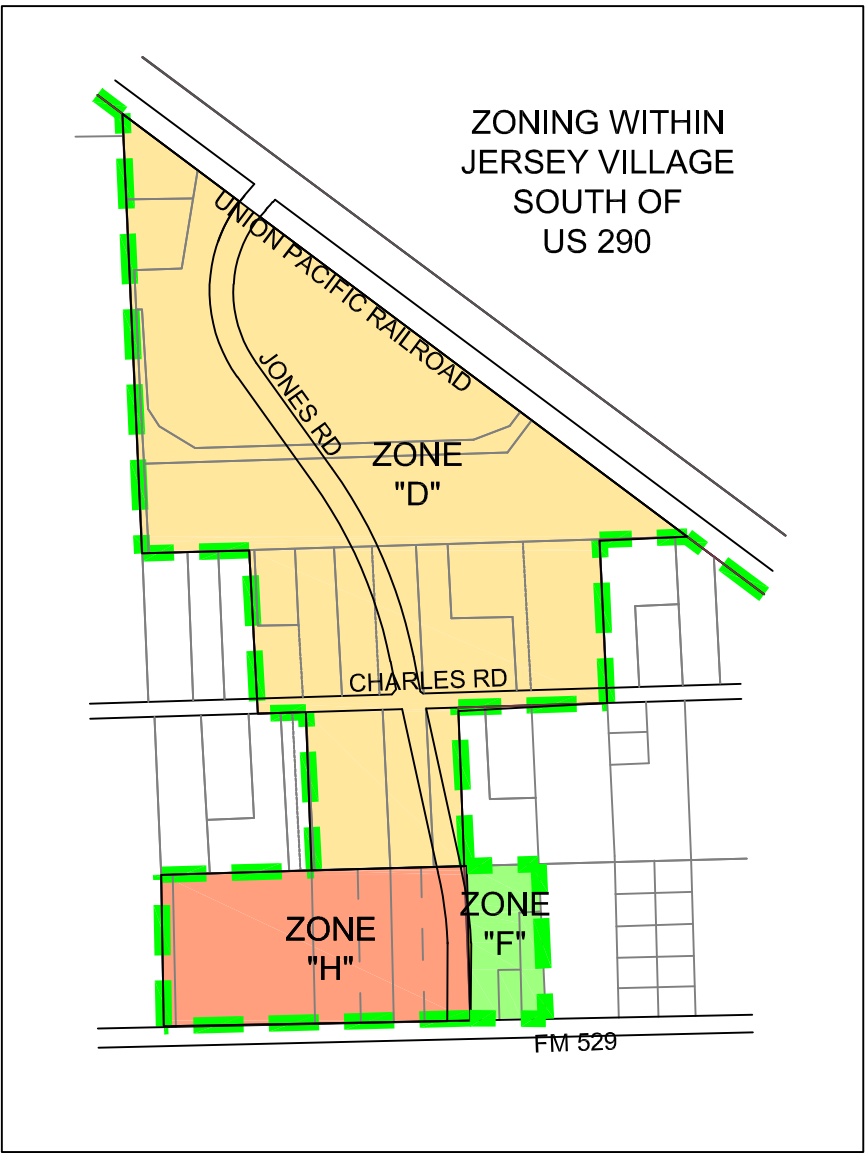 ZONING WITHIN
JERSEY VILLAGE
SOUTH OF
US 290
UNION PACIFIC RAILROAD
JONES RD
ZONE
"D"
CHARLES RD
ZONE
"F"
ZONE
"H"
FM 529